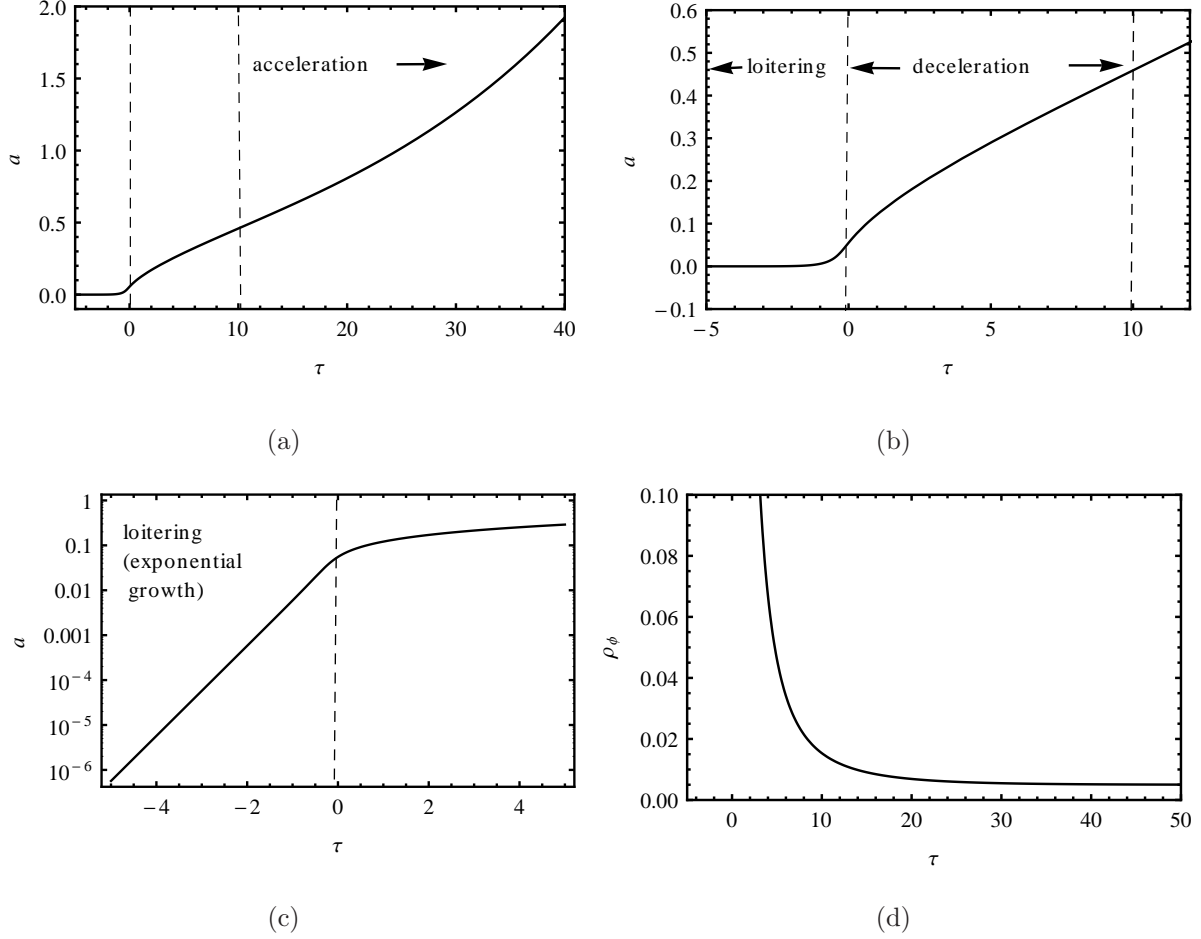 2.0
1.5
1.0
0.5
0.0
a
acceleration
0 10 20 30 40
τ
(a)
0.6
0.5
0.4
0.3
0.2
0.1
0.0
−0.1
a
loitering deceleration
−5 0 5 10
τ
(b)
1
0.1
0.01
0.001
10⁻⁴
10⁻⁵
10⁻⁶
a
loitering
(exponential
growth)
−4 −2 0 2 4
τ
(c)
0.10
0.08
0.06
0.04
0.02
0.00
ρ_ϕ
0 10 20 30 40 50
τ
(d)